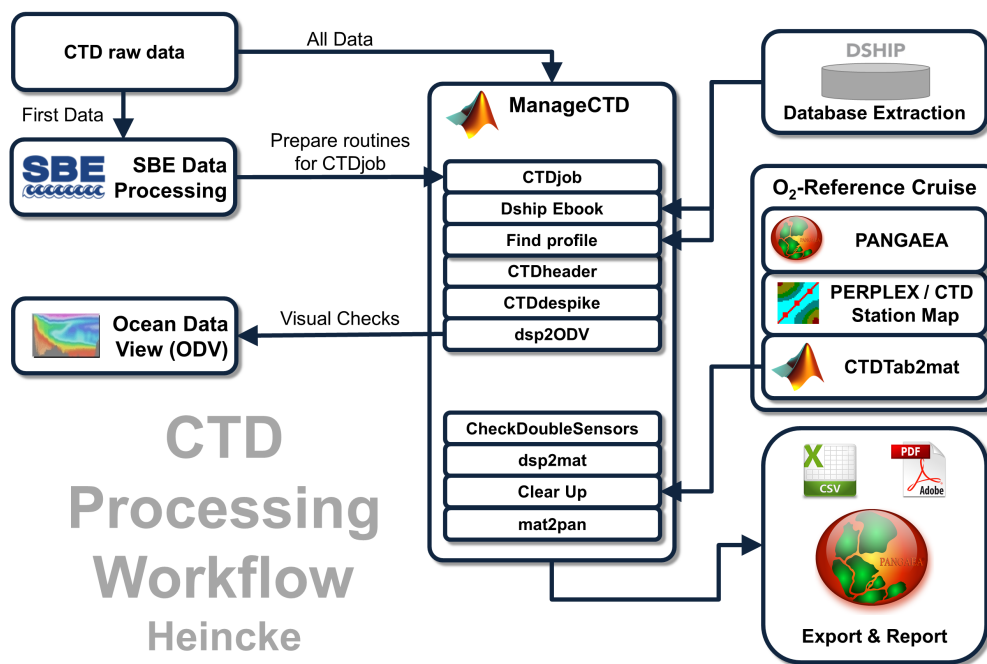 CTD raw data
All Data
First Data
SBE
SBE Data
Processing
Prepare routines
for CTDjob
ManageCTD
CTDjob
Dship Ebook
Find profile
CTDheader
CTDdespike
dsp2ODV
CheckDoubleSensors
dsp2mat
Clear Up
mat2pan
Visual Checks
Ocean Data
View (ODV)
DSHIP
Database Extraction
O₂-Reference Cruise
PANGAEA
PERPLEX / CTD
Station Map
CTDTab2mat
X
CSV
PDF
Adobe
PANGAEA
Export & Report
CTD
Processing
Workflow
Heincke